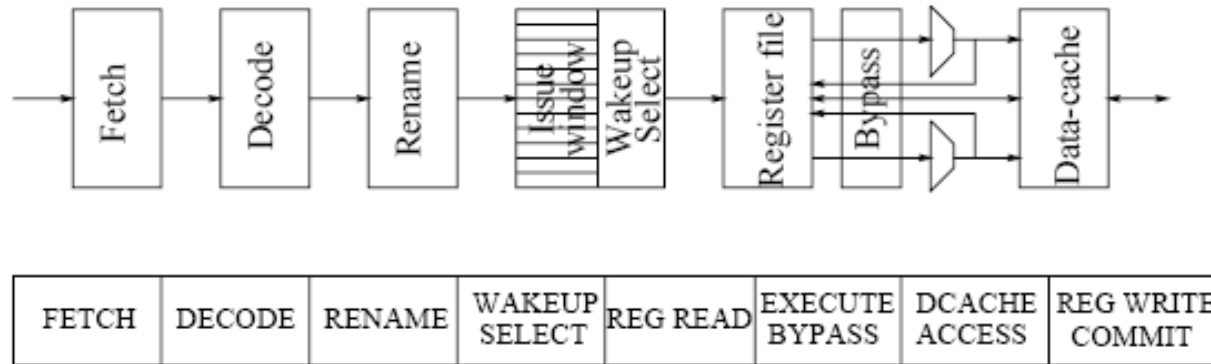 Fetch
Decode
Rename
Issue
window
Wakeup
Select
Register file
Bypass
Data-cache
FETCH
DECODE
RENAME
WAKEUP
SELECT
REG READ
EXECUTE
BYPASS
DCACHE
ACCESS
REG WRITE
COMMIT